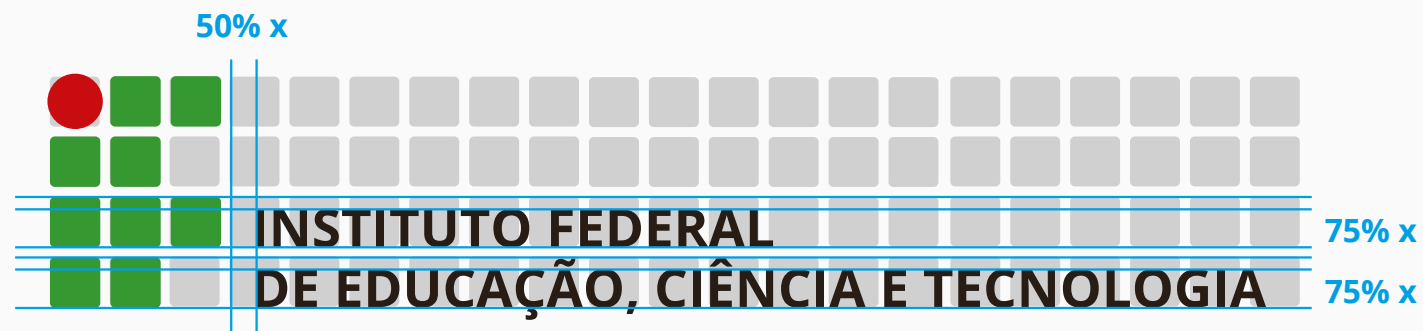 50% x
INSTITUTO FEDERAL
75% x
DE EDUCAÇÃO, CIÊNCIA E TECNOLOGIA
75% x